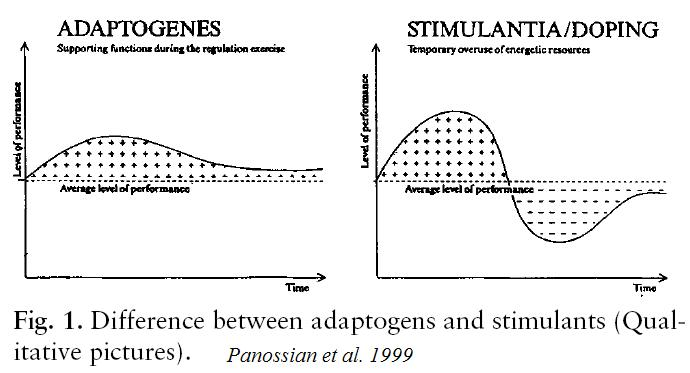 ADAPTOGENES
Supporting functions during the regulation exercise
Level of performance
Average level of performance
Time
STIMULANTIA/DOPING
Temporary overuse of energetic resources
Level of performance
Average level of performance
Time
Fig. 1. Difference between adaptogens and stimulants (Qual-
itative pictures). Panossian et al. 1999